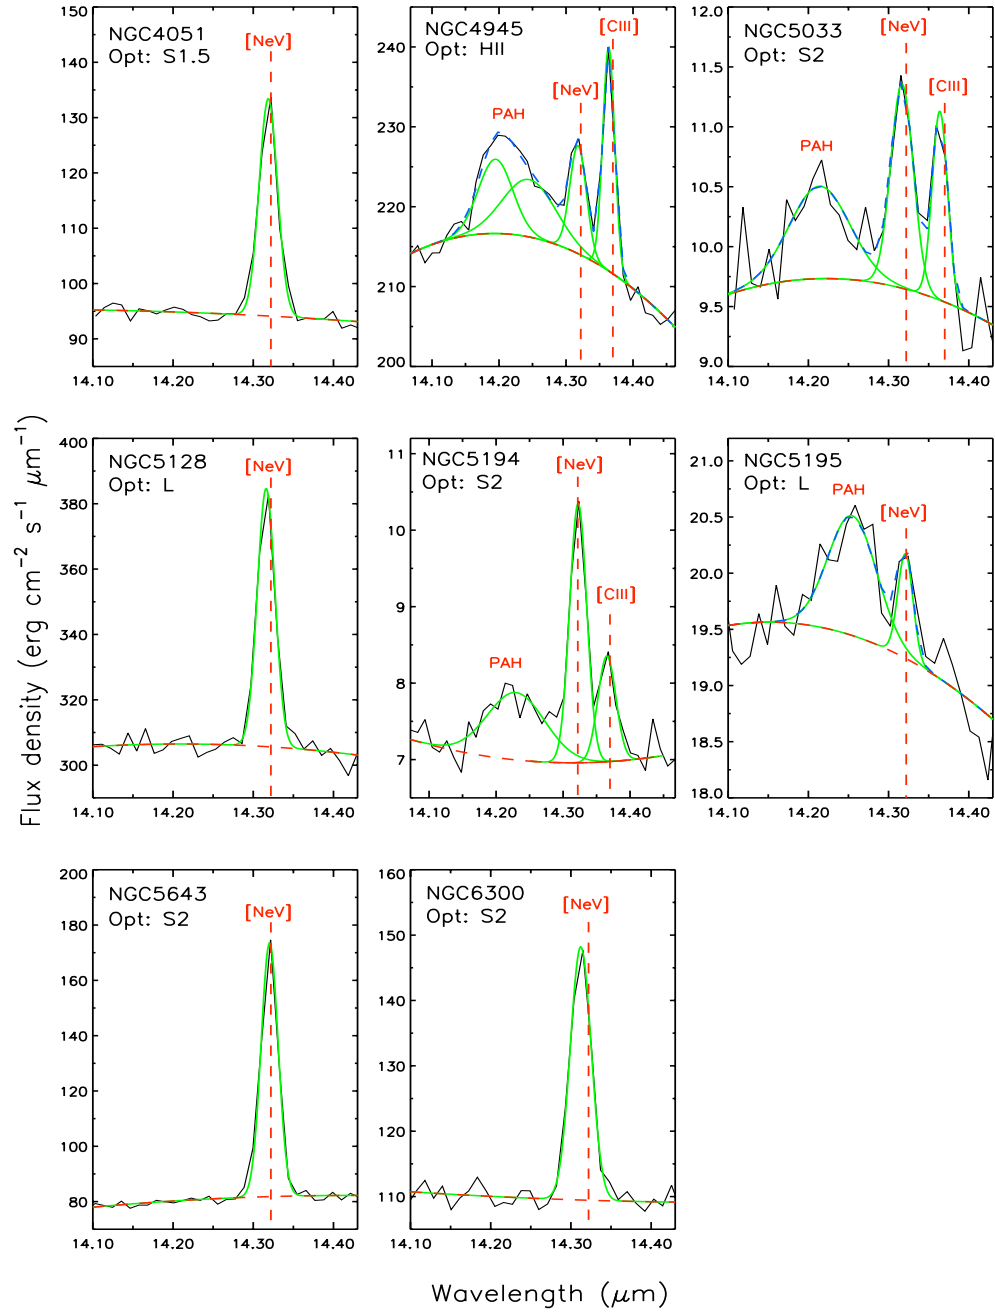 NGC4051
Opt: S1.5
[NeV]
150
140
130
120
110
100
90
14.10 14.20 14.30 14.40
NGC4945
Opt: HII
[CIII]
[NeV]
PAH
240
230
220
210
200
14.20 14.30 14.40
NGC5033
Opt: S2
[NeV]
[CIII]
PAH
12.0
11.5
11.0
10.5
10.0
9.5
9.0
14.10 14.20 14.30 14.40
NGC5128
Opt: L
[NeV]
400
380
360
340
320
300
14.10 14.20 14.30 14.40
NGC5194
Opt: S2
[NeV]
[CIII]
PAH
11
10
9
8
7
14.10 14.20 14.30 14.40
NGC5195
Opt: L
PAH
[NeV]
21.0
20.5
20.0
19.5
19.0
18.5
18.0
14.10 14.20 14.30 14.40
NGC5643
Opt: S2
[NeV]
200
180
160
140
120
100
80
14.10 14.20 14.30 14.40
NGC6300
Opt: S2
[NeV]
160
150
140
130
120
110
14.10 14.20 14.30 14.40
Flux density (erg cm⁻² s⁻¹ μm⁻¹)
Wavelength (μm)